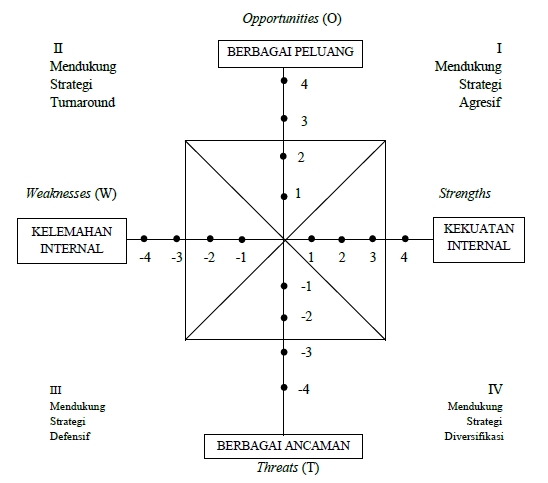 Opportunities (O)
BERBAGAI PELUANG
II
Mendukung
Strategi
Turnaround
I
Mendukung
Strategi
Agresif
4
3
2
1
Weaknesses (W)
Strengths
KELEMAHAN
INTERNAL
KEKUATAN
INTERNAL
-4 -3 -2 -1 1 2 3 4
-1
-2
-3
-4
III
Mendukung
Strategi
Defensif
IV
Mendukung
Strategi
Diversifikasi
BERBAGAI ANCAMAN
Threats (T)